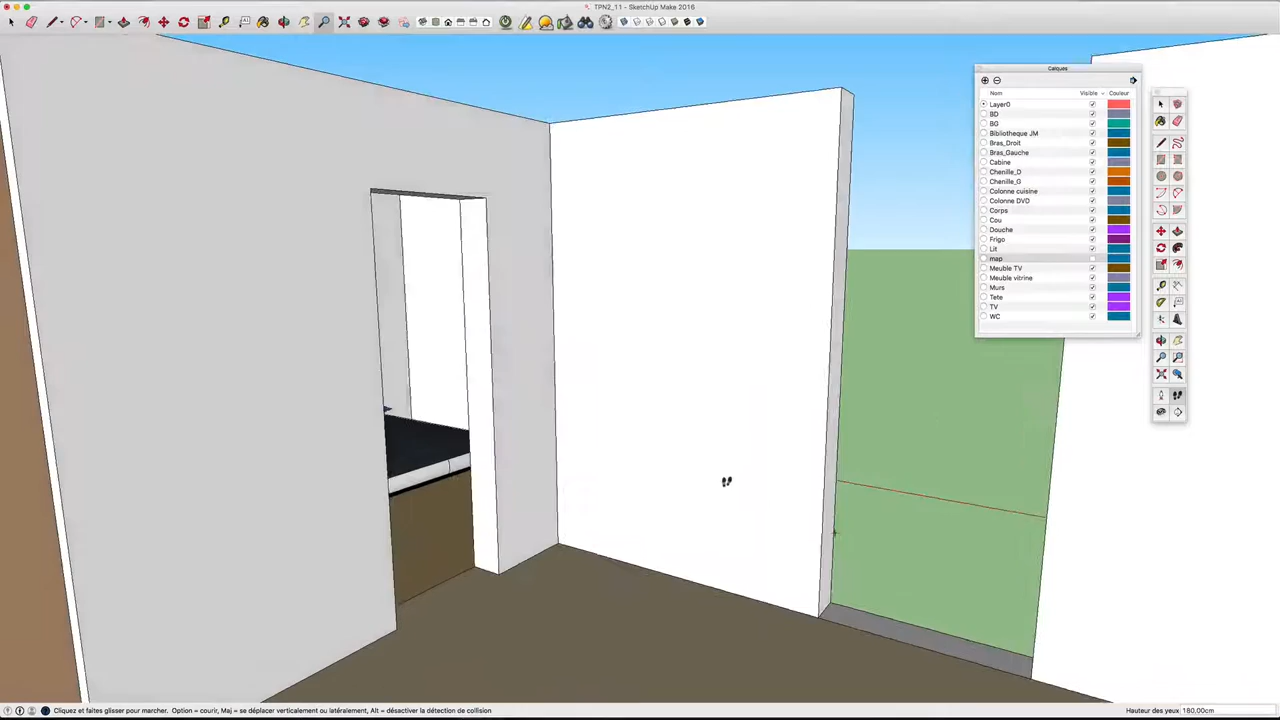 TPN2_11 - SketchUp Make 2016
Calques
Nom Visible Couleur
Layer0
BD
BG
Bibliotheque JM
Bras_Droit
Bras_Gauche
Cabine
Chenille_D
Chenille_G
Colonne cuisine
Colonne DVD
Corps
Cou
Douche
Frigo
Lit
map
Meuble TV
Meuble vitrine
Murs
Tete
TV
WC
Cliquez et faites glisser pour marcher. Option = courir, Maj = se déplacer verticalement ou latéralement, Alt = désactiver la détection de collision
Hauteur des yeux 180,00cm